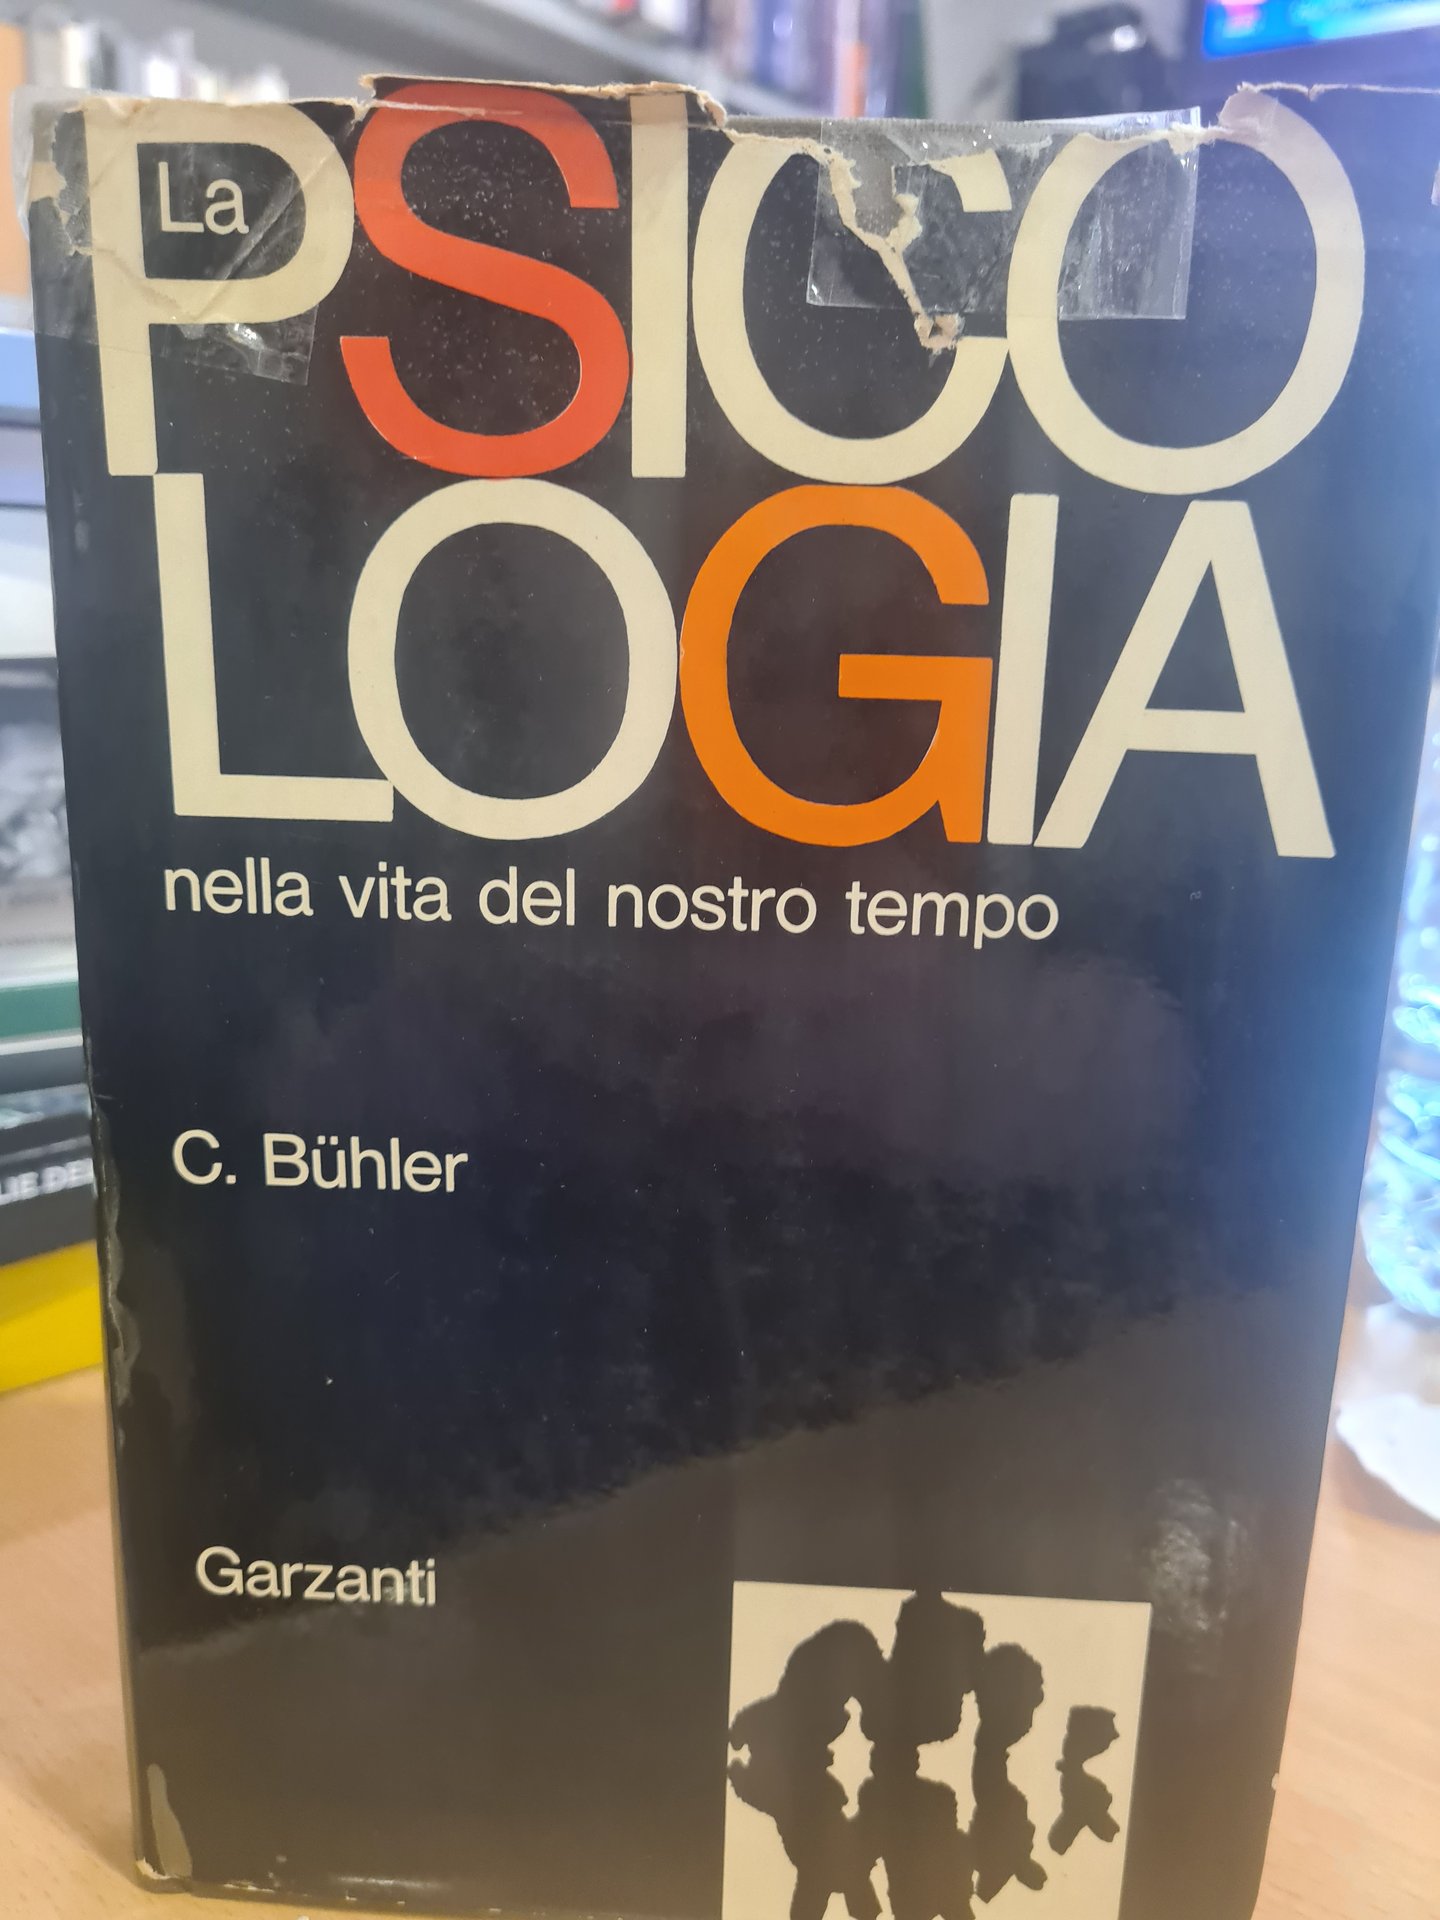 La
PSICO
LOGIA
nella vita del nostro tempo
C. Bühler
Garzanti